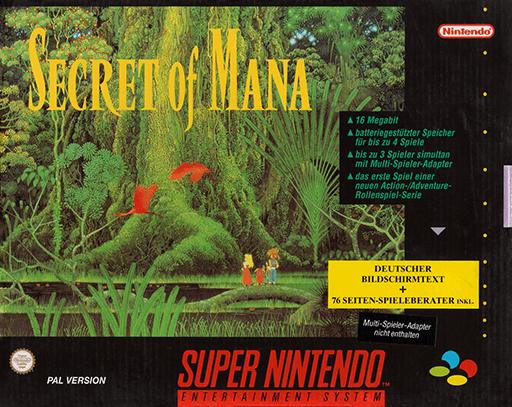 SECRET of MANA
Nintendo
▲ 16 Megabit
▲ batteriegestützter Speicher
für bis zu 4 Spiele
▲ bis zu 3 Spieler simultan
mit Multi-Spieler-Adapter
▲ das erste Spiel einer
neuen Action-/Adventure-
Rollenspiel-Serie
DEUTSCHER
BILDSCHIRMTEXT
+
76 SEITEN-SPIELEBERATER INKL.
Multi-Spieler-Adapter
nicht enthalten
PAL VERSION
SUPER NINTENDO™
ENTERTAINMENT SYSTEM